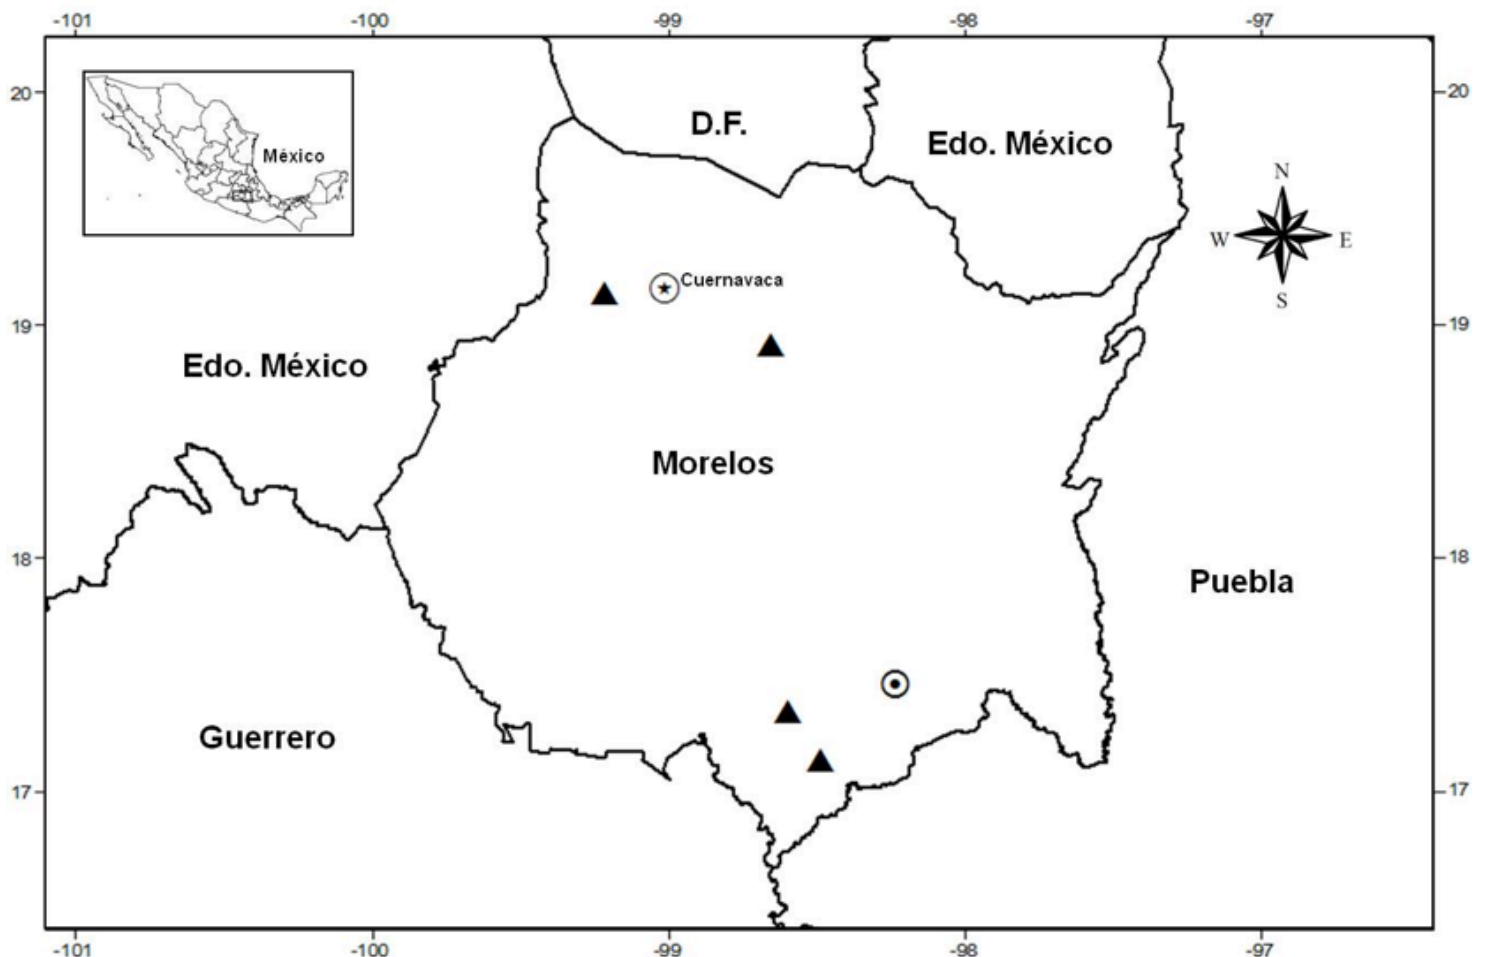 -101 -100 -99 -98 -97
20 20
D.F.
Edo. México
México
N
W E
S
Cuernavaca
19 19
Edo. México
Morelos
18 18
Puebla
Guerrero
17 17
-101 -100 -99 -98 -97